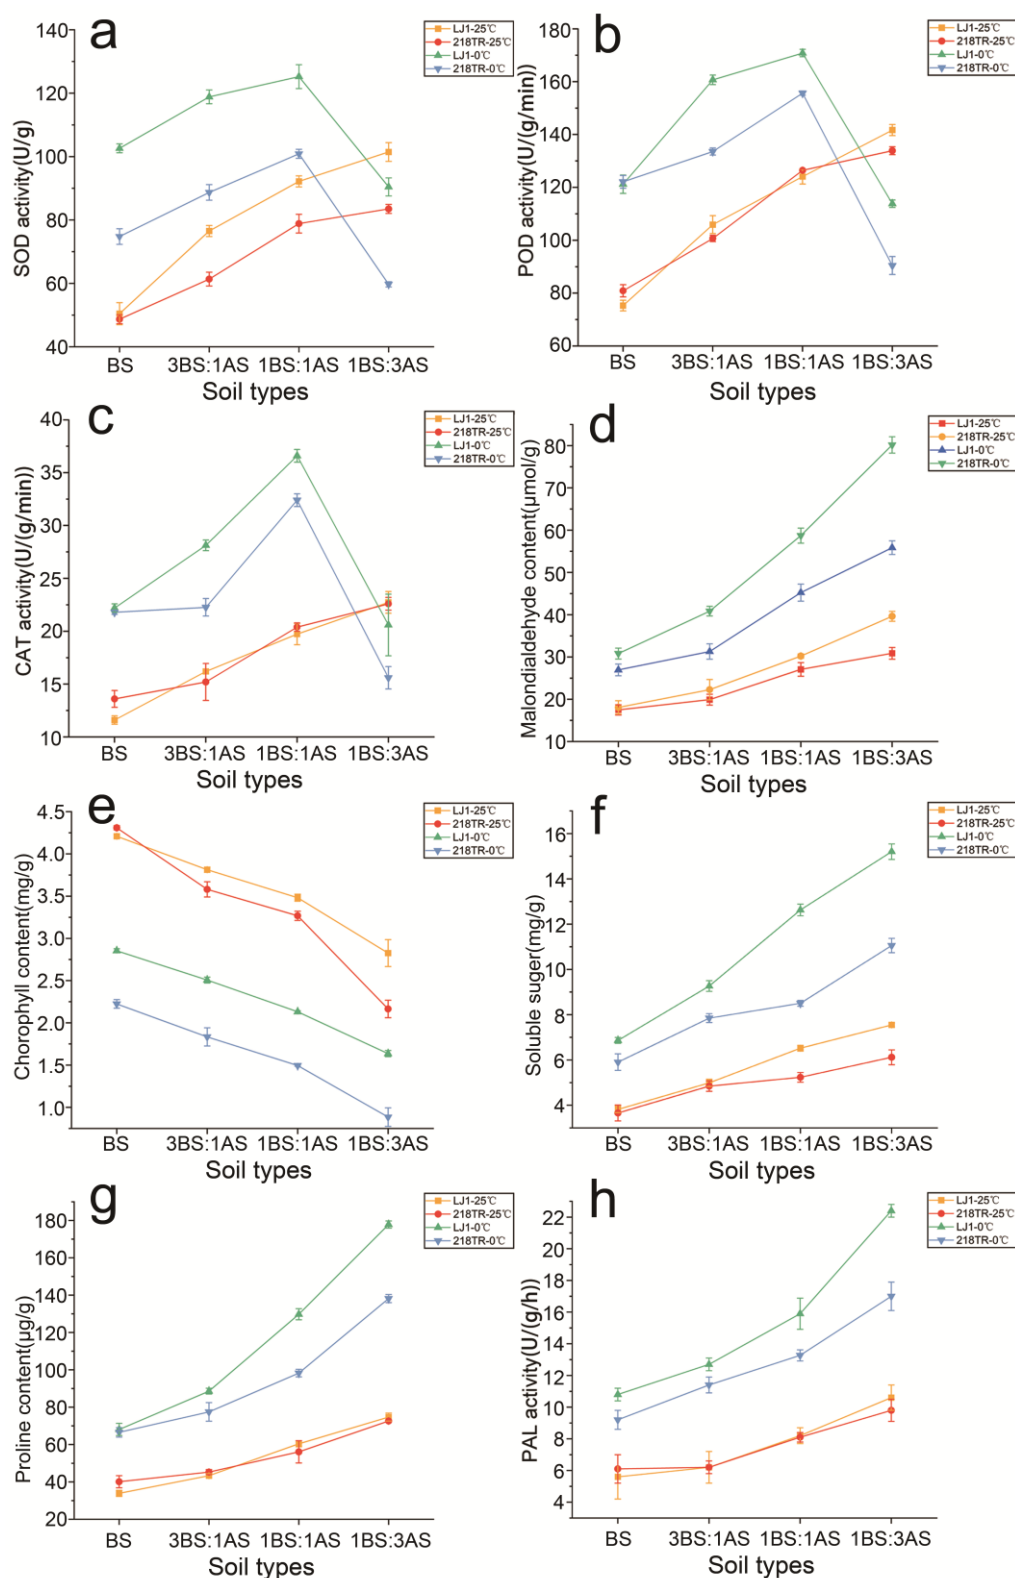 a
SOD activity(U/g)
140
120
100
80
60
40
BS 3BS:1AS 1BS:1AS 1BS:3AS
Soil types
LJ1-25℃
218TR-25℃
LJ1-0℃
218TR-0℃
b
POD activity(U/(g/min))
180
160
140
120
100
80
60
BS 3BS:1AS 1BS:1AS 1BS:3AS
Soil types
LJ1-25℃
218TR-25℃
LJ1-0℃
218TR-0℃
c
CAT activity(U/(g/min))
40
35
30
25
20
15
10
BS 3BS:1AS 1BS:1AS 1BS:3AS
Soil types
LJ1-25℃
218TR-25℃
LJ1-0℃
218TR-0℃
d
Malondialdehyde content(μmol/g)
80
70
60
50
40
30
20
10
BS 3BS:1AS 1BS:1AS 1BS:3AS
Soil types
LJ1-25℃
218TR-25℃
LJ1-0℃
218TR-0℃
e
Chorophyll content(mg/g)
4.5
4.0
3.5
3.0
2.5
2.0
1.5
1.0
BS 3BS:1AS 1BS:1AS 1BS:3AS
Soil types
LJ1-25℃
218TR-25℃
LJ1-0℃
218TR-0℃
f
Soluble suger(mg/g)
16
14
12
10
8
6
4
BS 3BS:1AS 1BS:1AS 1BS:3AS
Soil types
LJ1-25℃
218TR-25℃
LJ1-0℃
218TR-0℃
g
Proline content(μg/g)
180
160
140
120
100
80
60
40
20
BS 3BS:1AS 1BS:1AS 1BS:3AS
Soil types
LJ1-25℃
218TR-25℃
LJ1-0℃
218TR-0℃
h
PAL activity(U/(g/h))
22
20
18
16
14
12
10
8
6
4
BS 3BS:1AS 1BS:1AS 1BS:3AS
Soil types
LJ1-25℃
218TR-25℃
LJ1-0℃
218TR-0℃